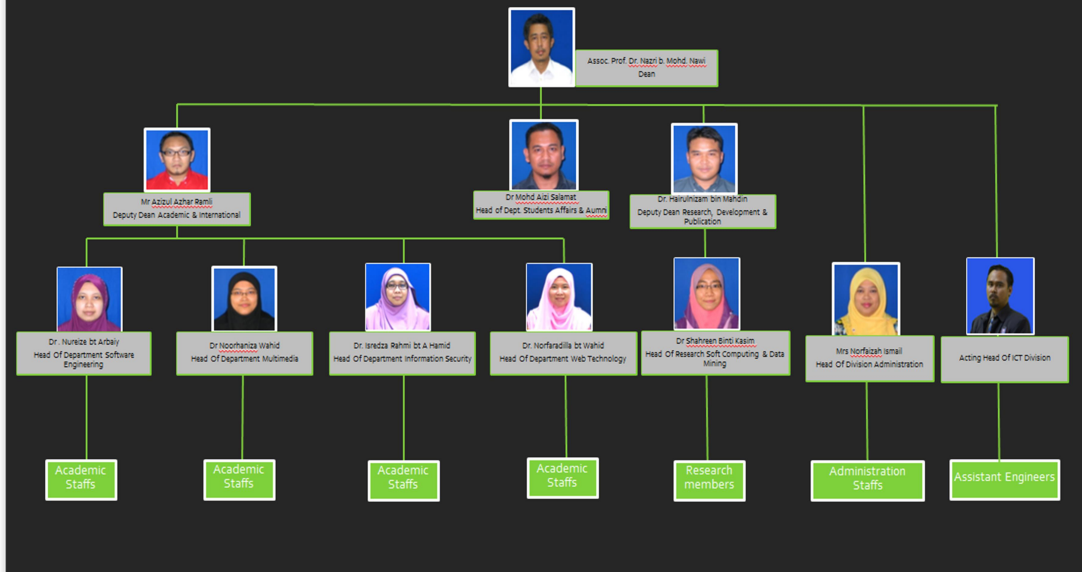 Assoc. Prof. Dr. Nazri b. Mohd. Nawi
Dean
Mr Azizul Azhar Ramli
Deputy Dean Academic & International
Dr Mohd Aizi Salamat
Head of Dept. Students Affairs & Aumni
Dr. Hairulnizam bin Mahdin
Deputy Dean Research, Development &
Publication
Dr. Nureize bt Arbaiy
Head Of Department Software
Engineering
Dr Noorhaniza Wahid
Head Of Department Multimedia
Dr. Isredza Rahmi bt A Hamid
Head Of Department Information Security
Dr. Norfaradilla bt Wahid
Head Of Department Web Technology
Dr Shahreen Binti Kasim
Head Of Research Soft Computing & Data
Mining
Mrs Norfaizah Ismail
Head Of Division Administration
Acting Head Of ICT Division
Academic
Staffs
Academic
Staffs
Academic
Staffs
Academic
Staffs
Research
members
Administration
Staffs
Assistant Engineers